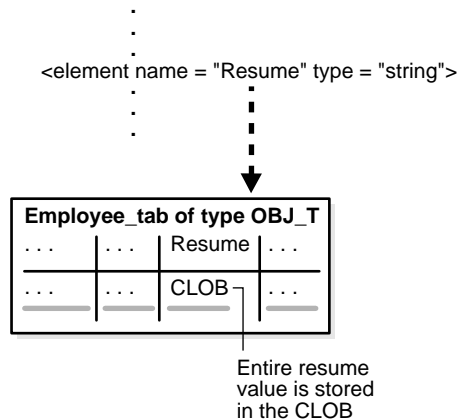 .
.
.
<element name = "Resume" type = "string">
.
.
.
Employee_tab of type OBJ_T
. . . . . . Resume . . .
. . . . . . CLOB . . .
Entire resume
value is stored
in the CLOB